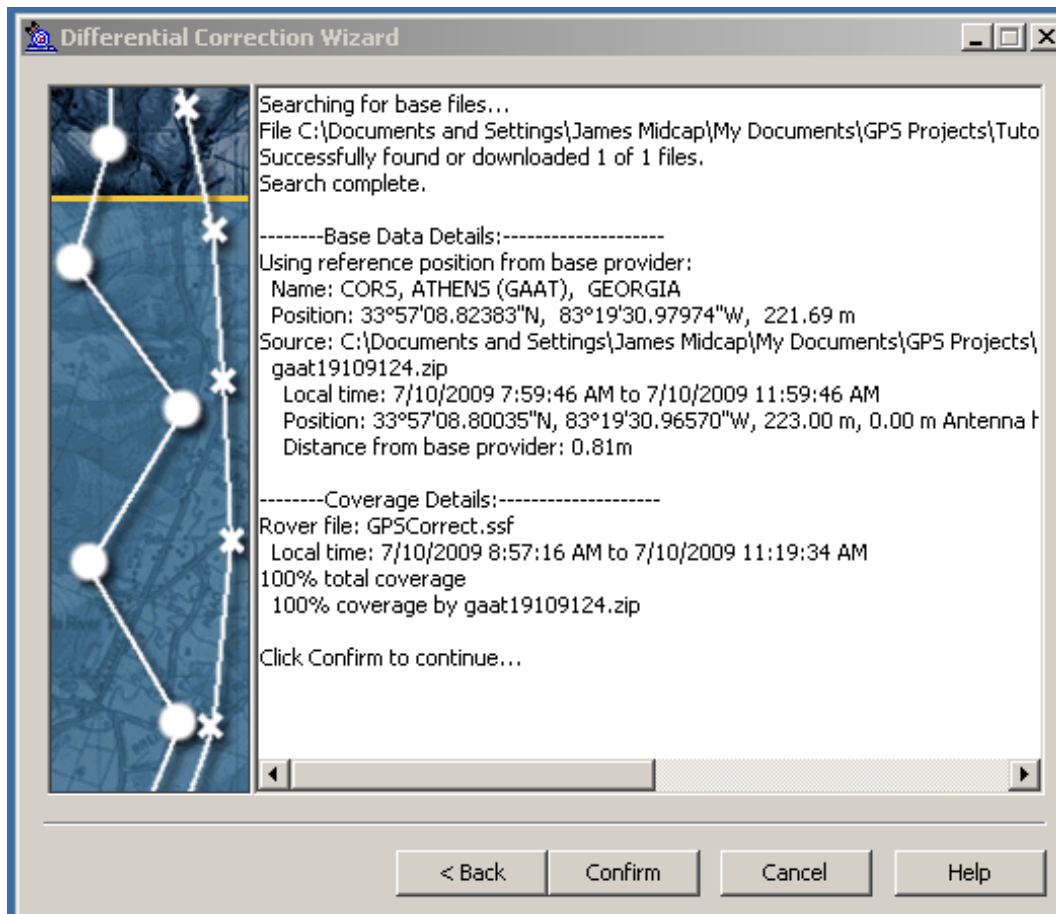 Differential Correction Wizard
Searching for base files...
File C:\Documents and Settings\James Midcap\My Documents\GPS Projects\Tuto
Successfully found or downloaded 1 of 1 files.
Search complete.
--------Base Data Details:--------------------
Using reference position from base provider:
Name: CORS, ATHENS (GAAT), GEORGIA
Position: 33°57'08.82383"N, 83°19'30.97974"W, 221.69 m
Source: C:\Documents and Settings\James Midcap\My Documents\GPS Projects\
gaat19109124.zip
Local time: 7/10/2009 7:59:46 AM to 7/10/2009 11:59:46 AM
Position: 33°57'08.80035"N, 83°19'30.96570"W, 223.00 m, 0.00 m Antenna h
Distance from base provider: 0.81m
--------Coverage Details:--------------------
Rover file: GPSCorrect.ssf
Local time: 7/10/2009 8:57:16 AM to 7/10/2009 11:19:34 AM
100% total coverage
100% coverage by gaat19109124.zip
Click Confirm to continue...
< Back
Confirm
Cancel
Help